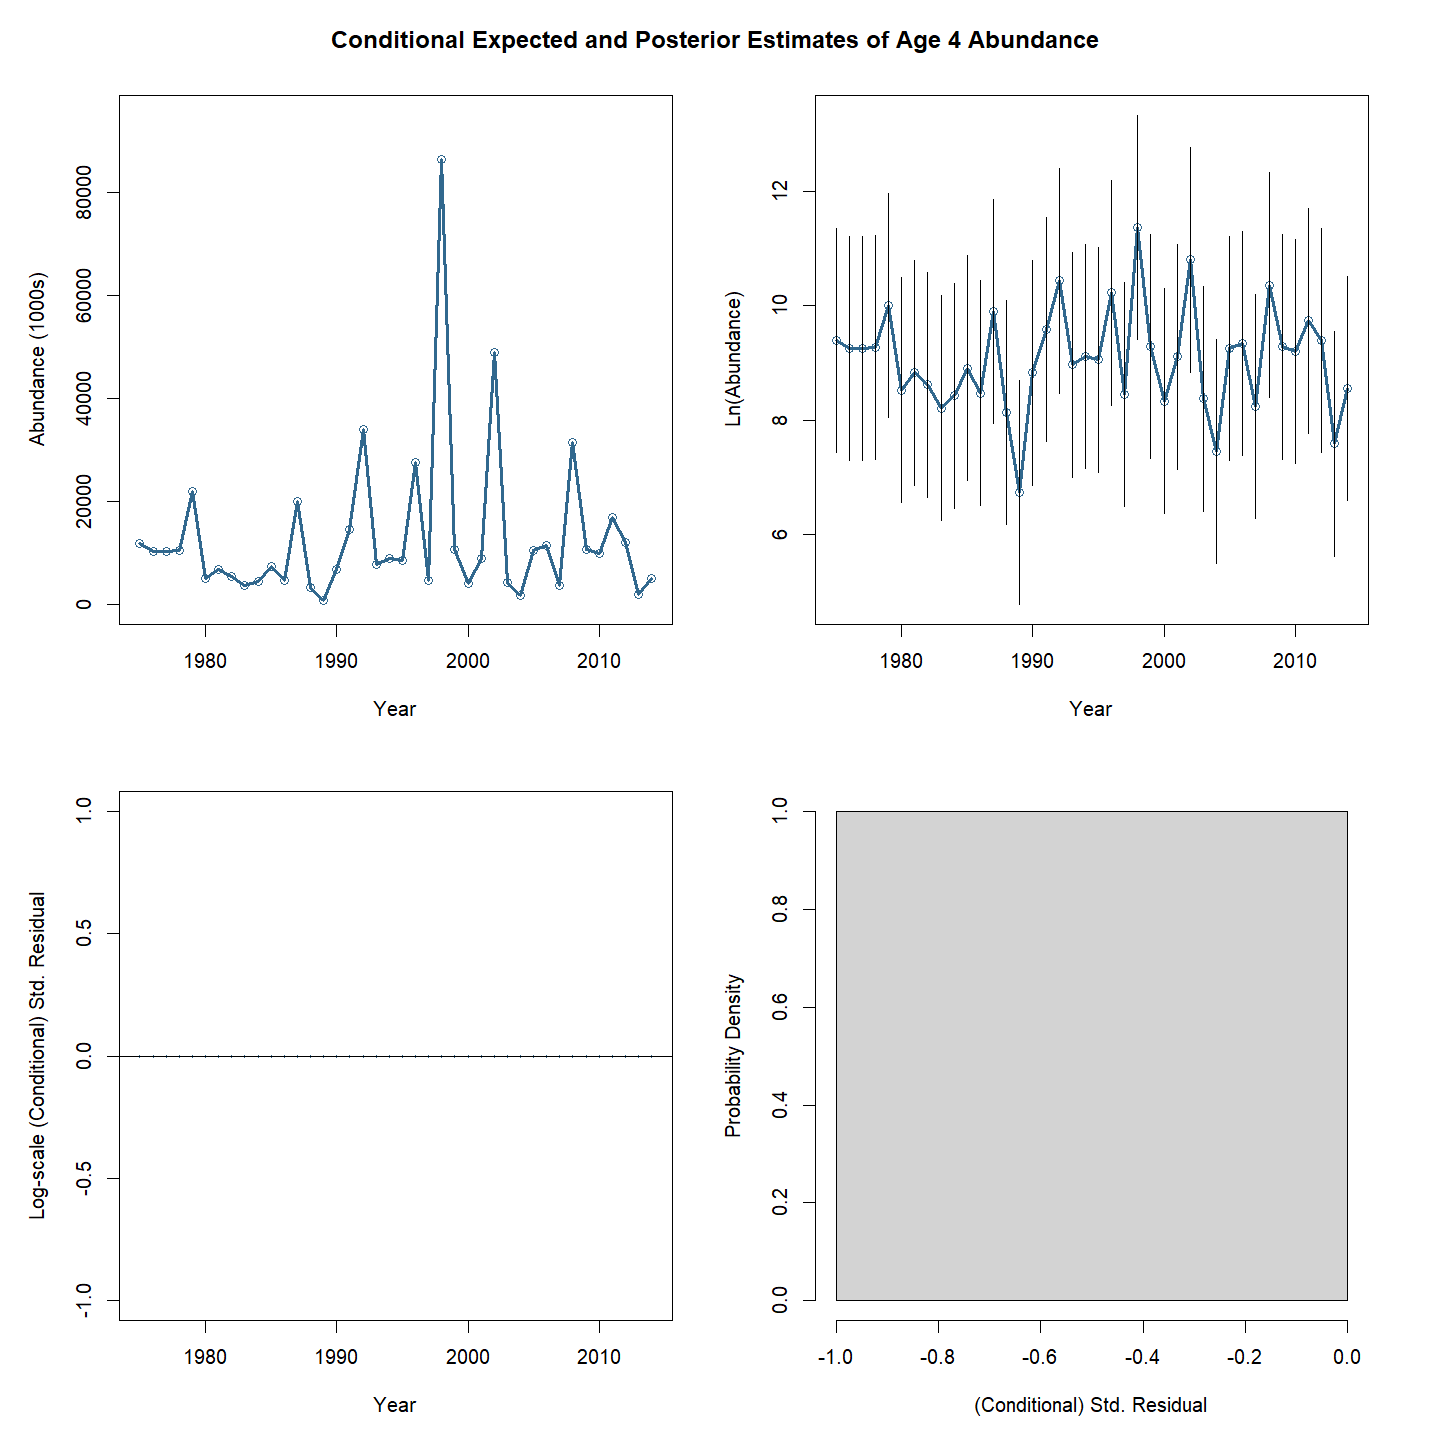 Conditional Expected and Posterior Estimates of Age 4 Abundance
Abundance (1000s)
80000
60000
40000
20000
0
1980 1990 2000 2010
Year
Ln(Abundance)
12
10
8
6
1980 1990 2000 2010
Year
Log-scale (Conditional) Std. Residual
1.0
0.5
0.0
-0.5
-1.0
1980 1990 2000 2010
Year
Probability Density
1.0
0.8
0.6
0.4
0.2
0.0
-1.0 -0.8 -0.6 -0.4 -0.2 0.0
(Conditional) Std. Residual